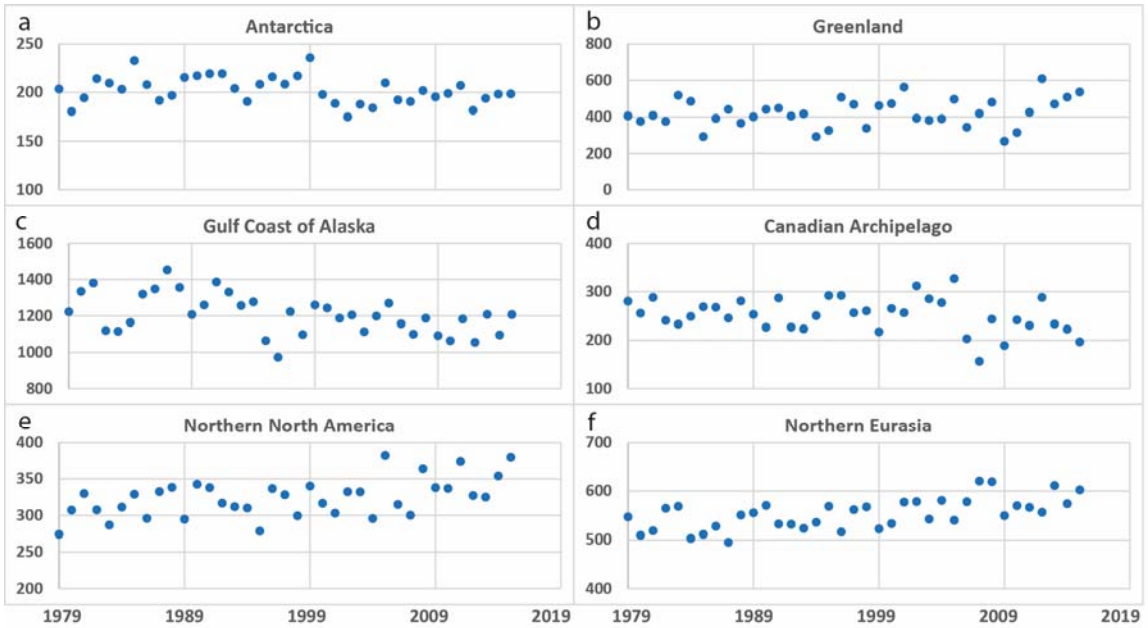 a
Antarctica
250
200
150
100
b
Greenland
800
600
400
200
0
c
Gulf Coast of Alaska
1600
1400
1200
1000
800
d
Canadian Archipelago
400
300
200
100
e
Northern North America
400
350
300
250
200
1979 1989 1999 2009 2019
f
Northern Eurasia
700
600
500
400
1979 1989 1999 2009 2019